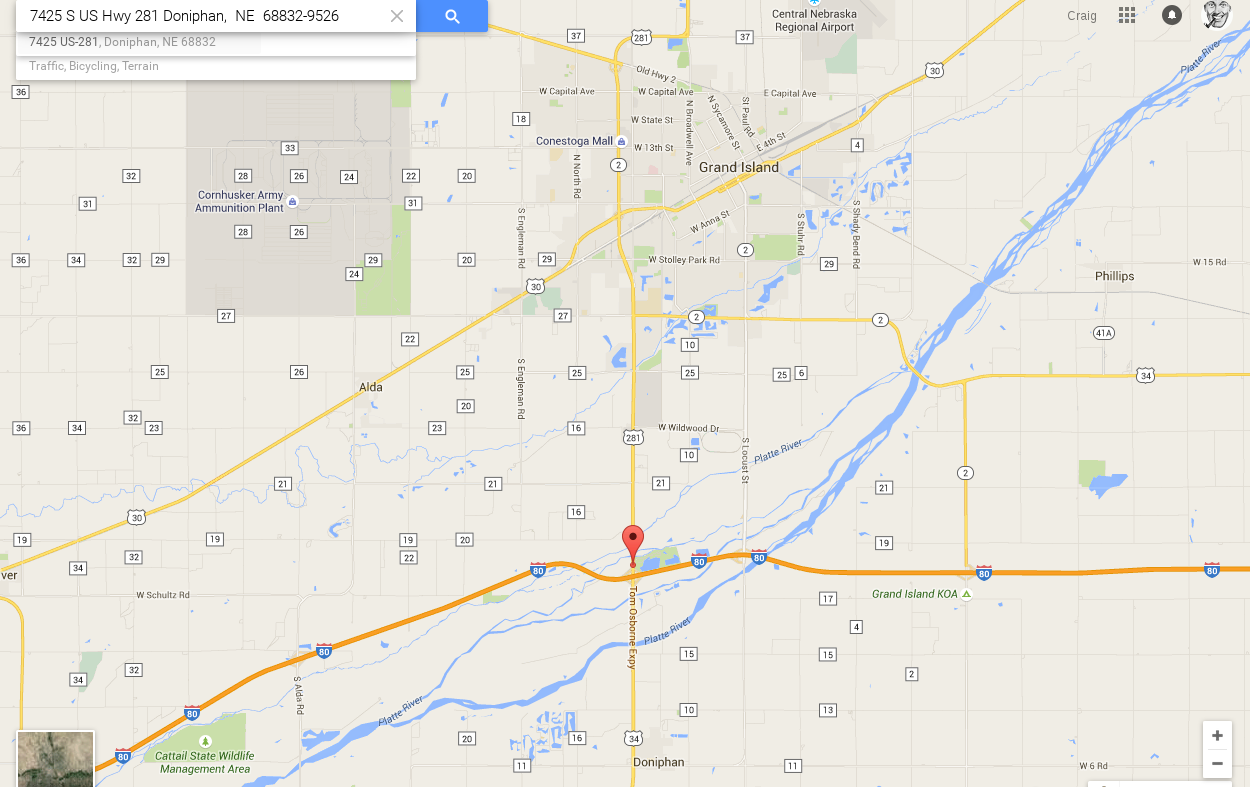 7425 S US Hwy 281 Doniphan,  NE  68832-9526
7425 US-281, Doniphan, NE 68832
Traffic, Bicycling, Terrain
Craig
Central Nebraska
Regional Airport
37
281
37
Platte River
30
Old Hwy 2
36
W Capital Ave
W Capital Ave
E Capital Ave
N Broadwell Ave
N Sycamore St
St Paul Rd
18
W State St
Conestoga Mall
E 4th St
4
33
W 13th St
2
Grand Island
N North Rd
32
28
26
24
22
20
Cornhusker Army
Ammunition Plant
31
31
28
26
S Engleman Rd
W Anna St
S Stuhr Rd
S Shady Bend Rd
2
36
34
32
29
29
24
20
29
W Stolley Park Rd
29
Phillips
W 15 Rd
30
27
27
2
2
41A
22
10
S Engleman Rd
25
26
25
25
25
25
6
34
Alda
20
32
23
36
34
23
16
281
W Wildwood Dr
S Locust St
10
Platte River
2
21
21
21
21
30
16
19
19
19
20
19
32
22
34
80
80
80
80
80
ver
W Schultz Rd
Grand Island KOA
17
Tom Osborne Expy
Platte River
4
80
15
15
32
34
2
S Alda Rd
80
Platte River
10
13
20
16
34
Cattail State Wildlife
Management Area
80
11
Doniphan
11
W 6 Rd
+
−